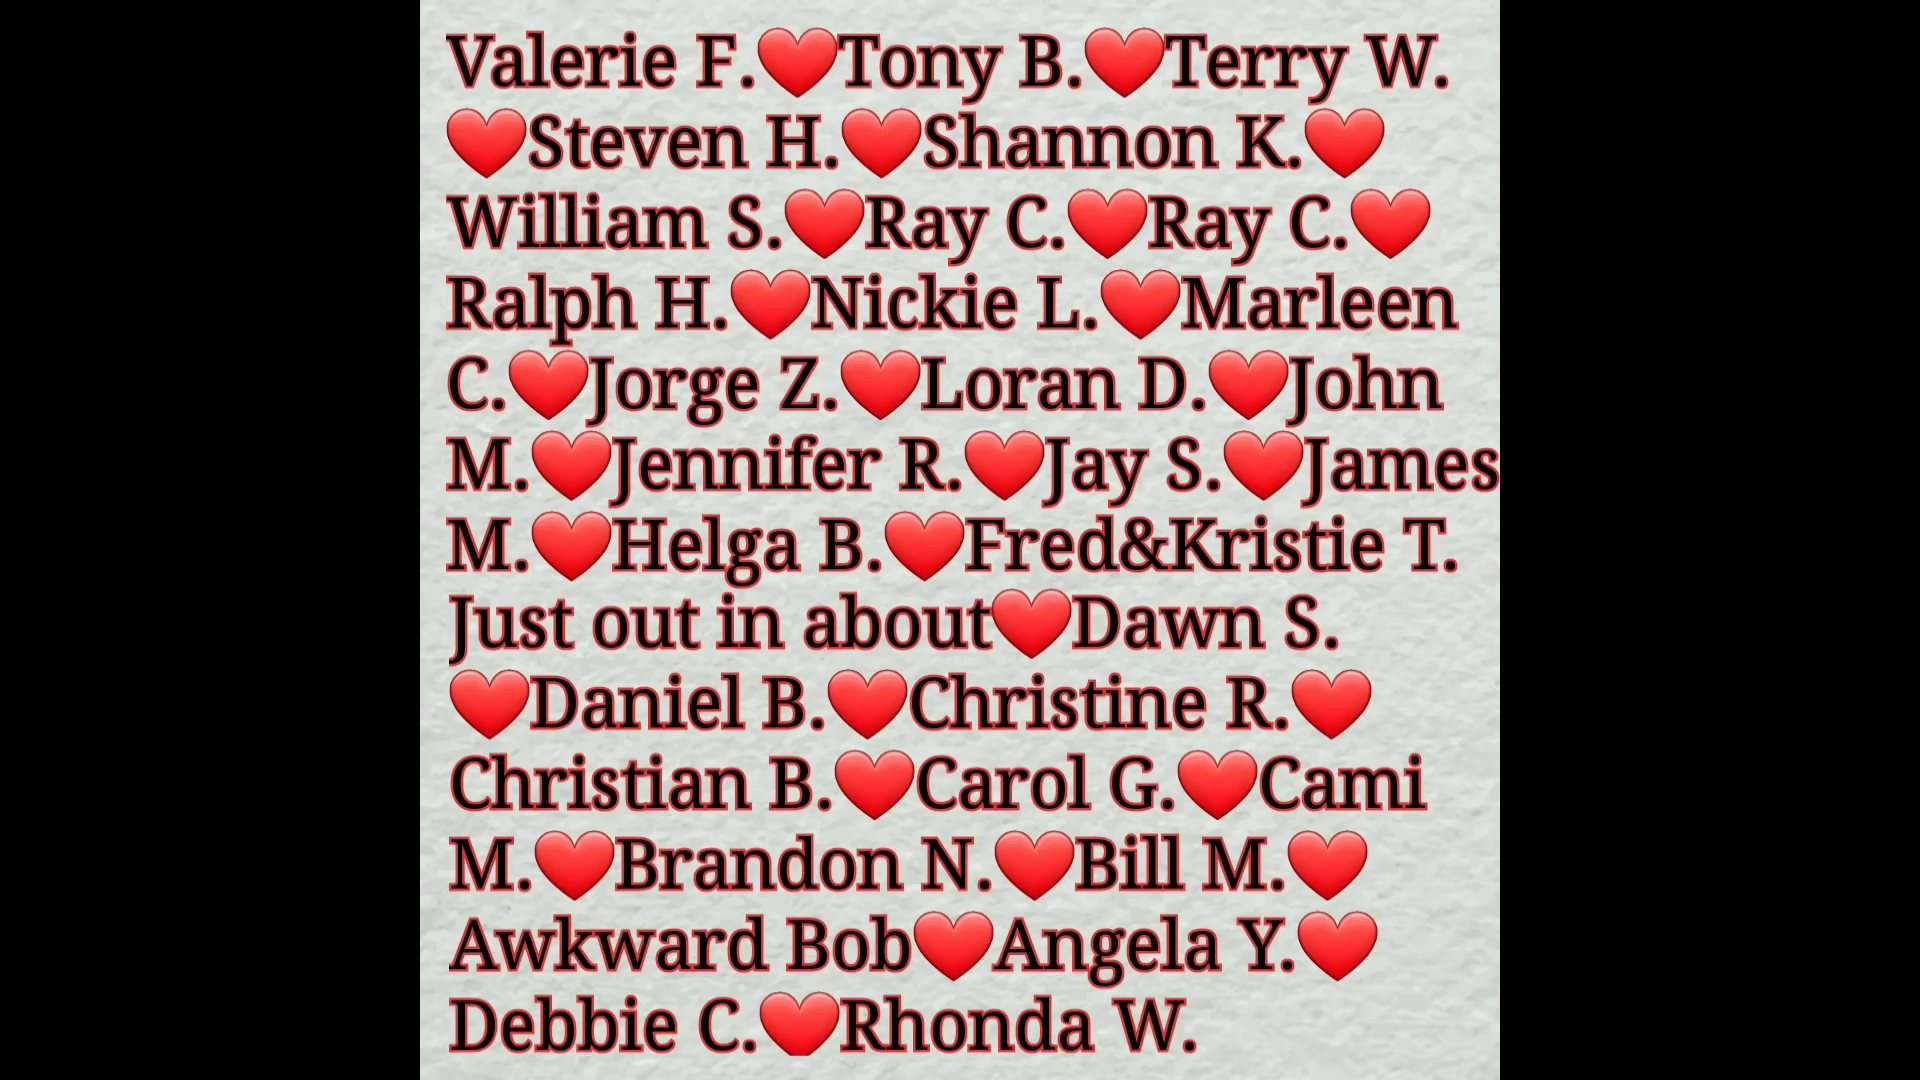 Valerie F.❤️Tony B.❤️Terry W.
❤️Steven H.❤️Shannon K.❤️
William S.❤️Ray C.❤️Ray C.❤️
Ralph H.❤️Nickie L.❤️Marleen
C.❤️Jorge Z.❤️Loran D.❤️John
M.❤️Jennifer R.❤️Jay S.❤️James
M.❤️Helga B.❤️Fred&Kristie T.
Just out in about❤️Dawn S.
❤️Daniel B.❤️Christine R.❤️
Christian B.❤️Carol G.❤️Cami
M.❤️Brandon N.❤️Bill M.❤️
Awkward Bob❤️Angela Y.❤️
Debbie C.❤️Rhonda W.